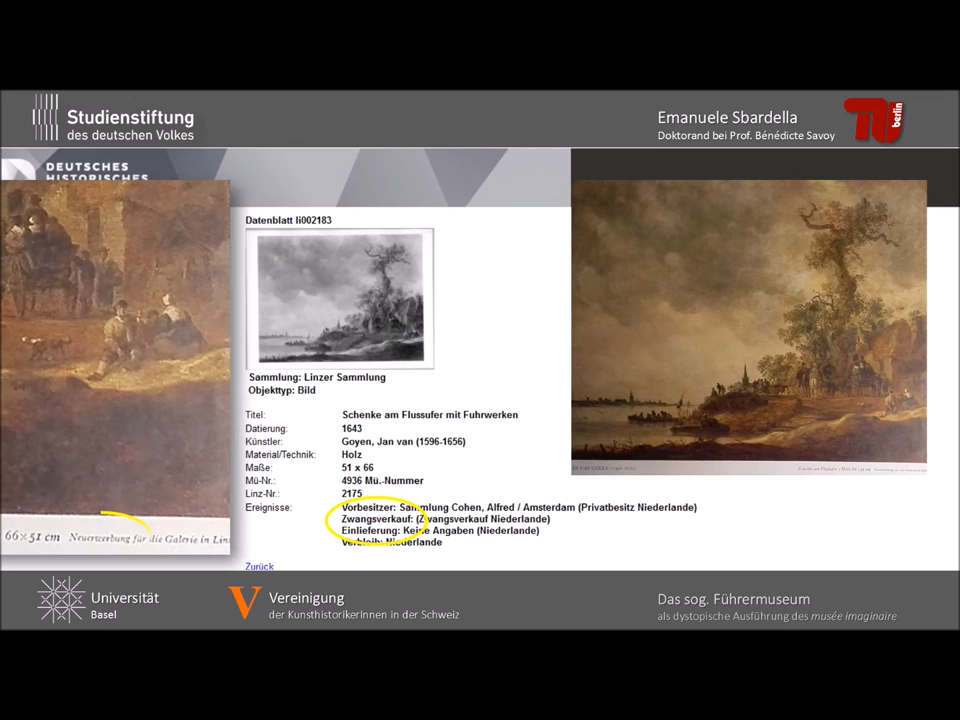 Studienstiftung
des deutschen Volkes
Emanuele Sbardella
Doktorand bei Prof. Bénédicte Savoy
TU
berlin
DEUTSCHES
HISTORISCHES
Datenblatt li002183
Sammlung: Linzer Sammlung
Objekttyp: Bild
Titel: Schenke am Flussufer mit Fuhrwerken
Datierung: 1643
Künstler: Goyen, Jan van (1596-1656)
Material/Technik: Holz
Maße: 51 x 66
Mü-Nr.: 4936 Mü.-Nummer
Linz-Nr.: 2175
Ereignisse: Vorbesitzer: Sammlung Cohen, Alfred / Amsterdam (Privatbesitz Niederlande)
Zwangsverkauf: (Zwangsverkauf Niederlande)
Einlieferung: Keine Angaben (Niederlande)
Verbleib: Niederlande
Zurück
66×51 cm Neuerwerbung für die Galerie in Lin
Universität
Basel
V Vereinigung
der KunsthistorikerInnen in der Schweiz
Das sog. Führermuseum
als dystopische Ausführung des musée imaginaire